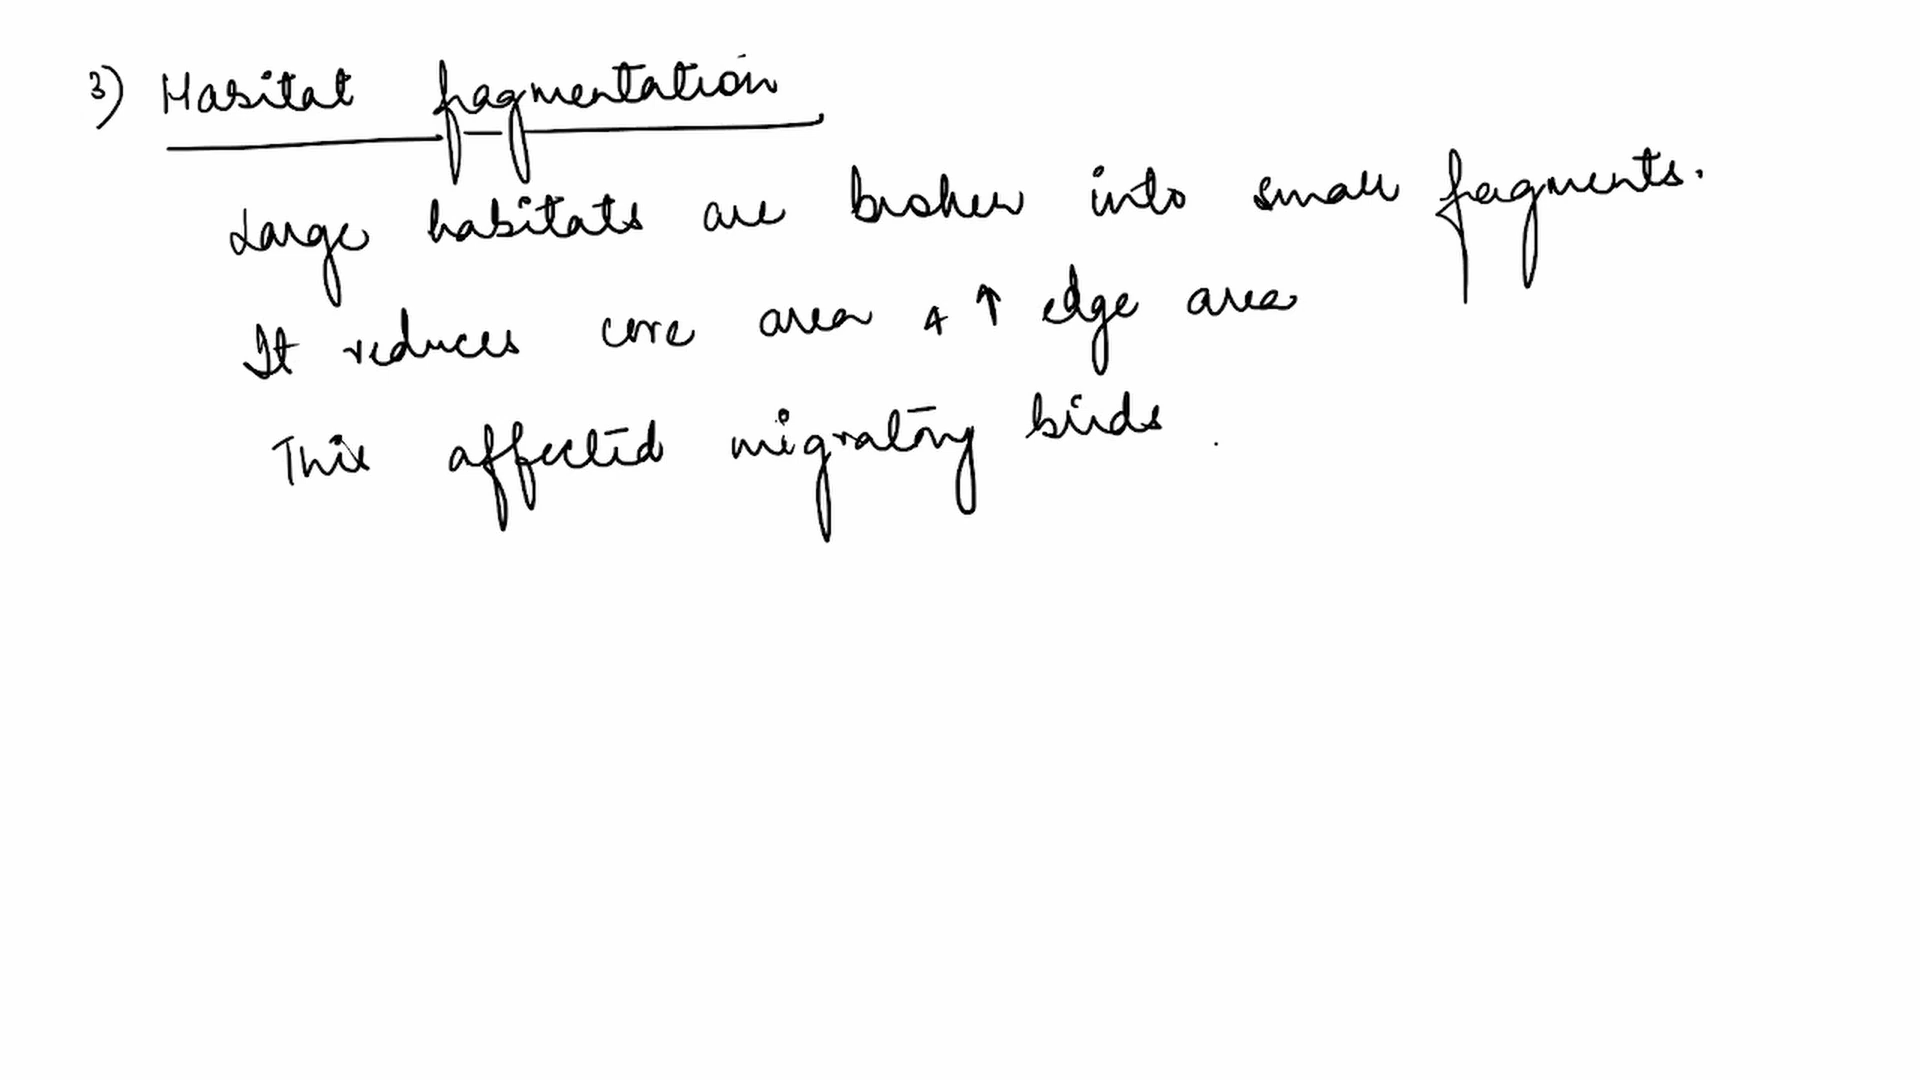 3) Habitat fragmentation
Large habitats are broken into small fragments.
It reduces core area & ↑ edge area
This affected migratory birds.